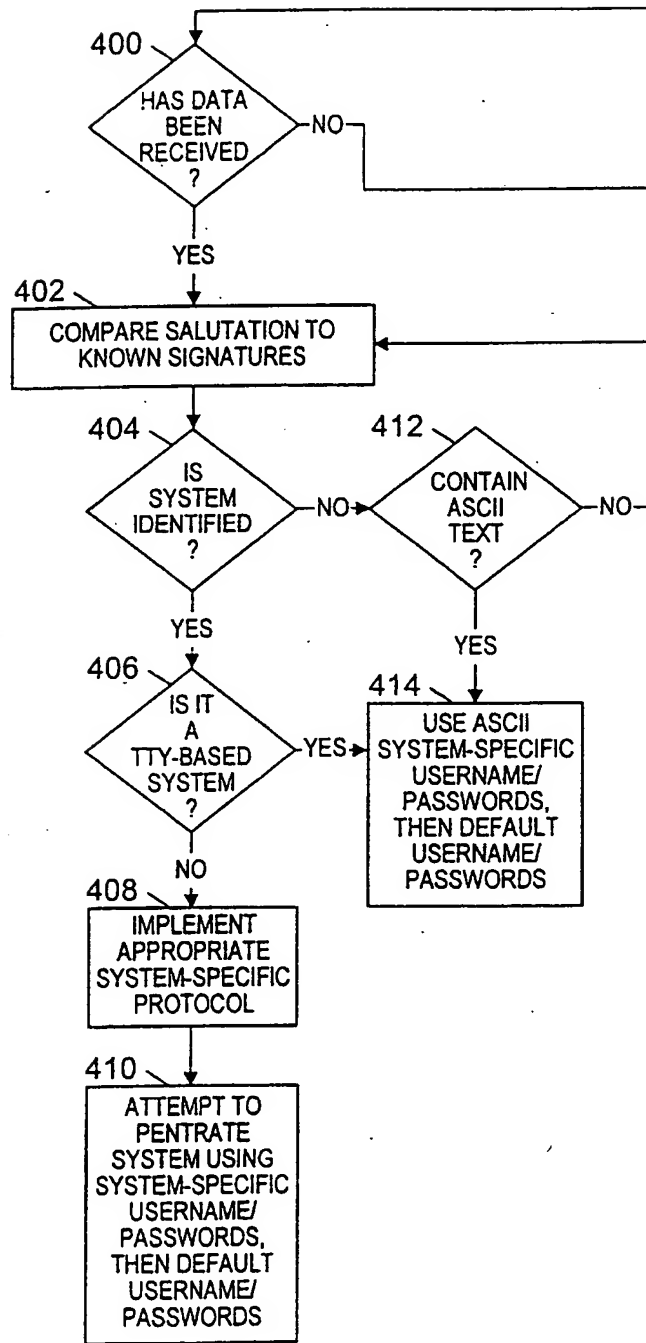 400
HAS DATA
BEEN
RECEIVED
?
NO
YES
402
COMPARE SALUTATION TO
KNOWN SIGNATURES
404
IS
SYSTEM
IDENTIFIED
?
NO
412
CONTAIN
ASCII
TEXT
?
NO
YES
YES
406
IS IT
A
TTY-BASED
SYSTEM
?
YES
414
USE ASCII
SYSTEM-SPECIFIC
USERNAME/
PASSWORDS,
THEN DEFAULT
USERNAME/
PASSWORDS
NO
408
IMPLEMENT
APPROPRIATE
SYSTEM-SPECIFIC
PROTOCOL
410
ATTEMPT TO
PENTRATE
SYSTEM USING
SYSTEM-SPECIFIC
USERNAME/
PASSWORDS,
THEN DEFAULT
USERNAME/
PASSWORDS